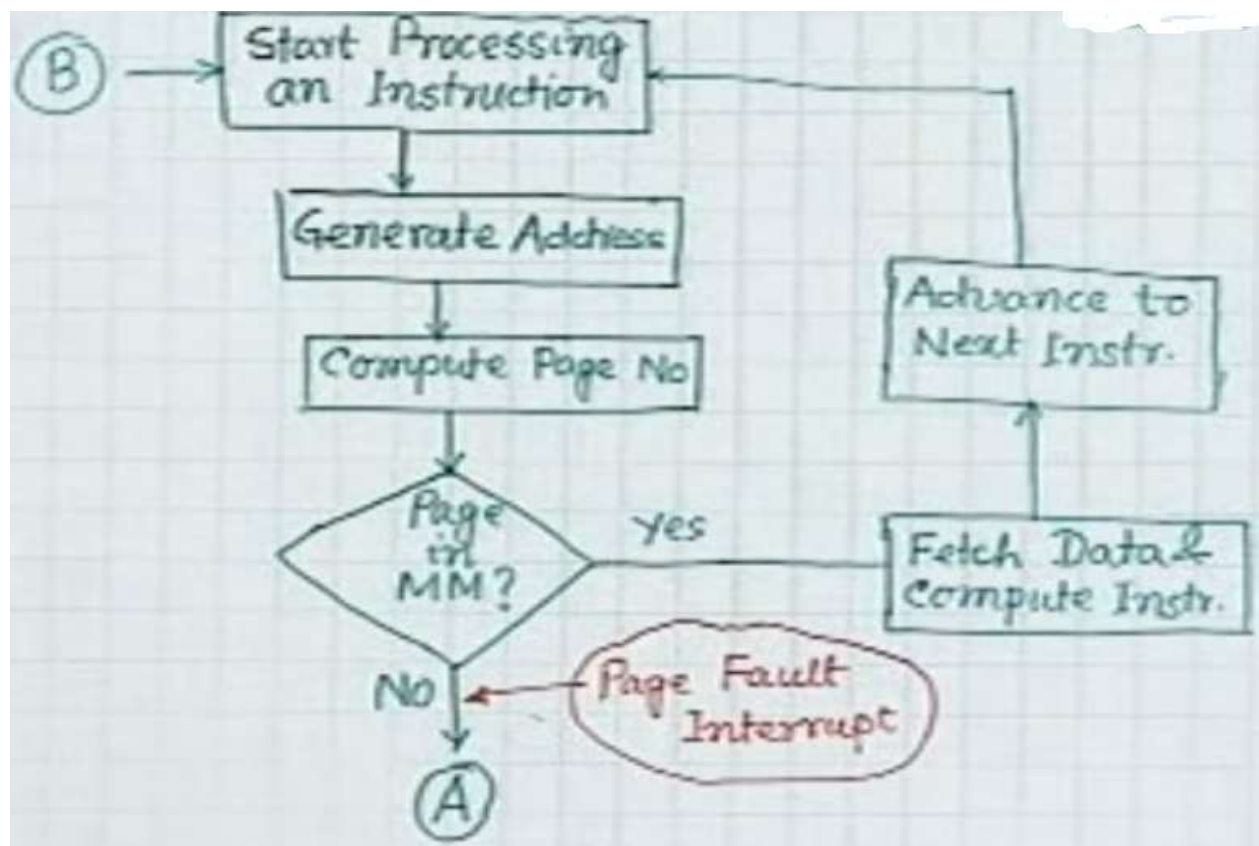 B
Start Processing
an Instruction
Generate Address
Compute Page No
Page
in
MM?
Yes
No
Page Fault
Interrupt
A
Fetch Data &
Compute Instr.
Advance to
Next Instr.